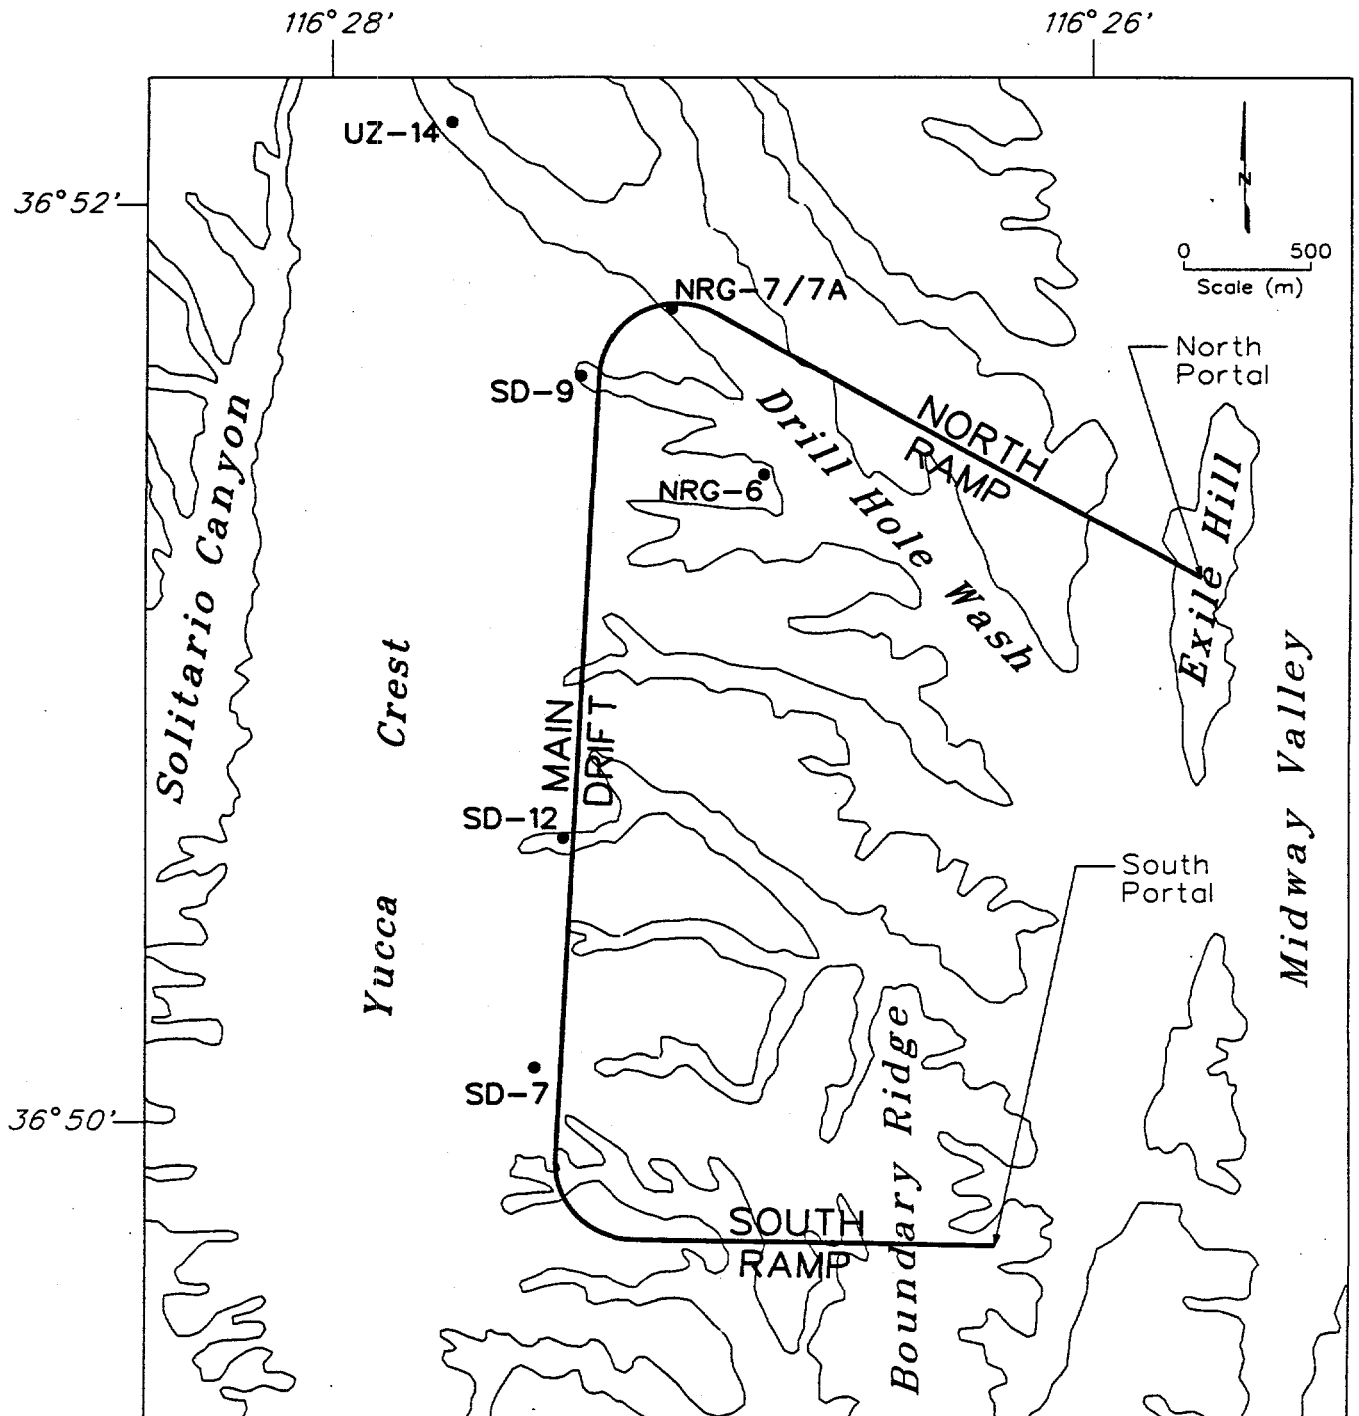 116° 28'
116° 26'
UZ-14
36° 52'
N
0 500
Scale (m)
NRG-7/7A
North
Portal
SD-9
Drill Hole Wash
NORTH
RAMP
Solitario Canyon
NRG-6
Exile Hill
Yucca Crest
MAIN
DRIFT
Midway Valley
SD-12
South
Portal
SD-7
36° 50'
Boundary Ridge
SOUTH
RAMP